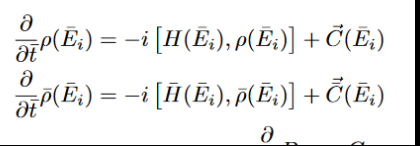 ∂/∂t̄ ρ(Ē_i) = −i [H(Ē_i), ρ(Ē_i)] + C⃗(Ē_i)
∂/∂t̄ ρ̄(Ē_i) = −i [H̄(Ē_i), ρ̄(Ē_i)] + C̄⃗(Ē_i)
∂